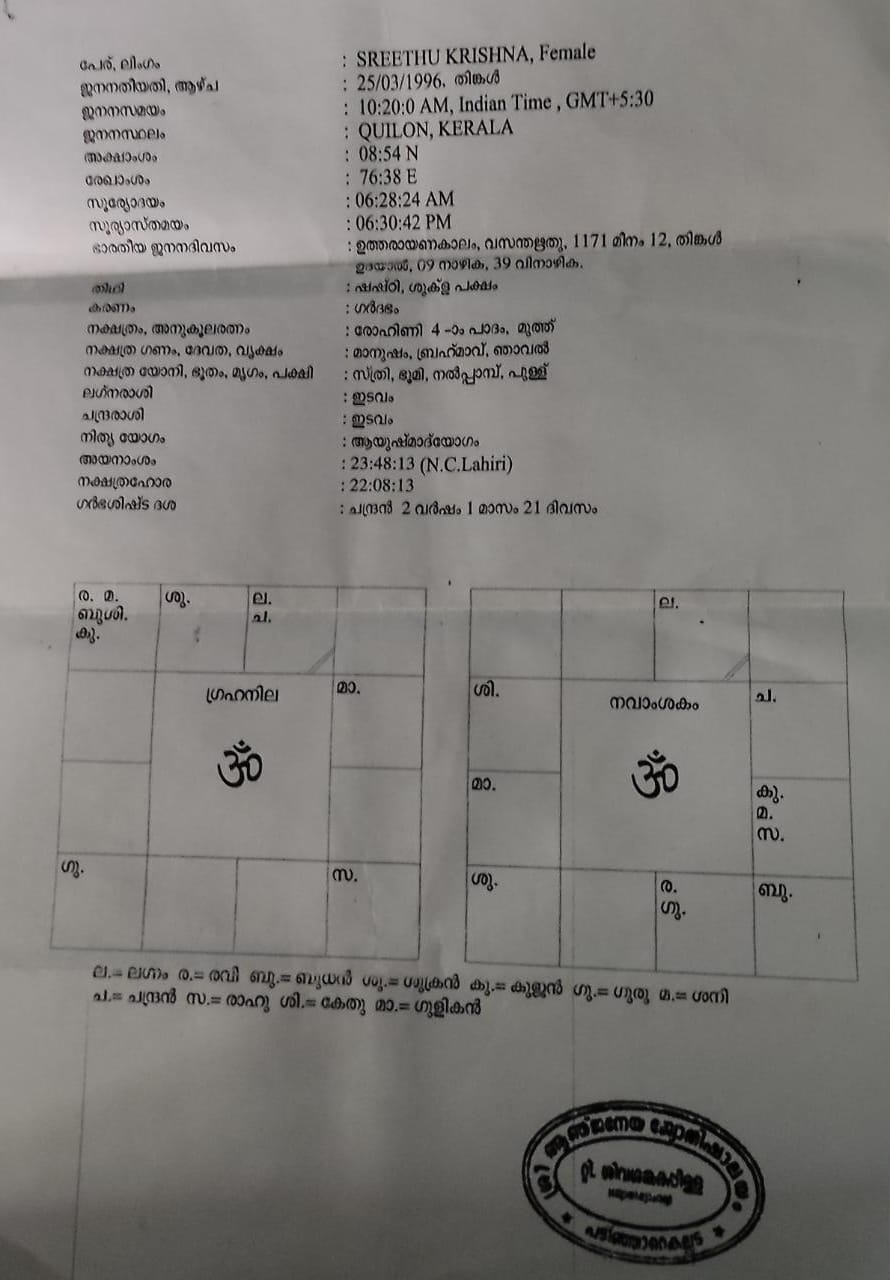 പേര്, ലിംഗം : SREETHU KRISHNA, Female
ജനനതിയതി, ആഴ്ച : 25/03/1996. തിങ്കൾ
ജനനസമയം : 10:20:0 AM, Indian Time , GMT+5:30
ജനനസ്ഥലം : QUILON, KERALA
അക്ഷാംശം : 08:54 N
രേഖാംശം : 76:38 E
സൂര്യോദയം : 06:28:24 AM
സൂര്യാസ്തമയം : 06:30:42 PM
ഭാരതീയ ജനനദിവസം : ഉത്തരായണകാലം, വസന്തഋതു, 1171 മീനം 12, തിങ്കൾ
ഉദയാൽ, 09 നാഴിക, 39 വിനാഴിക.
തിഥി : ഷഷ്ഠി, ശുക്ള പക്ഷം
കരണം : ഗർദഭം
നക്ഷത്രം, അനുകൂലരത്നം : രോഹിണി 4 -ാം പാദം, മുത്ത്
നക്ഷത്ര ഗണം, ദേവത, വൃക്ഷം : മാനുഷം, ബ്രഹ്മാവ്, ഞാവൽ
നക്ഷത്ര യോനി, ഭൂതം, മൃഗം, പക്ഷി : സ്ത്രീ, ഭൂമി, നൽപ്പാമ്പ്, പുള്ള്
ലഗ്നരാശി : ഇടവം
ചന്ദ്രരാശി : ഇടവം
നിത്യ യോഗം : ആയുഷ്മാദ്യോഗം
അയനാംശം : 23:48:13 (N.C.Lahiri)
നക്ഷത്രഹോര : 22:08:13
ഗർഭശിഷ്ട ദശ : ചന്ദ്രൻ 2 വർഷം 1 മാസം 21 ദിവസം
ര. മ. ശു. ല.
ബുശി. ച.
കു.
മാ.
ഗ്രഹനില
ॐ
ഗു. സ.
ല.
ശി. ച.
നവാംശകം
ॐ
മാ. കു.
മ.
സ.
ശു. ര. ബു.
ഗു.
ല.= ലഗ്നം ര.= രവി ബു.= ബുധൻ ശു.= ശുക്രൻ കു.= കുജൻ ഗു.= ഗുരു മ.= ശനി
ച.= ചന്ദ്രൻ സ.= രാഹു ശി.= കേതു മാ.= ഗുളികൻ
ശ്രീ ആഞ്ജനേയ ജ്യോതിഷാലയം
പടിഞ്ഞാറെകല്ലട